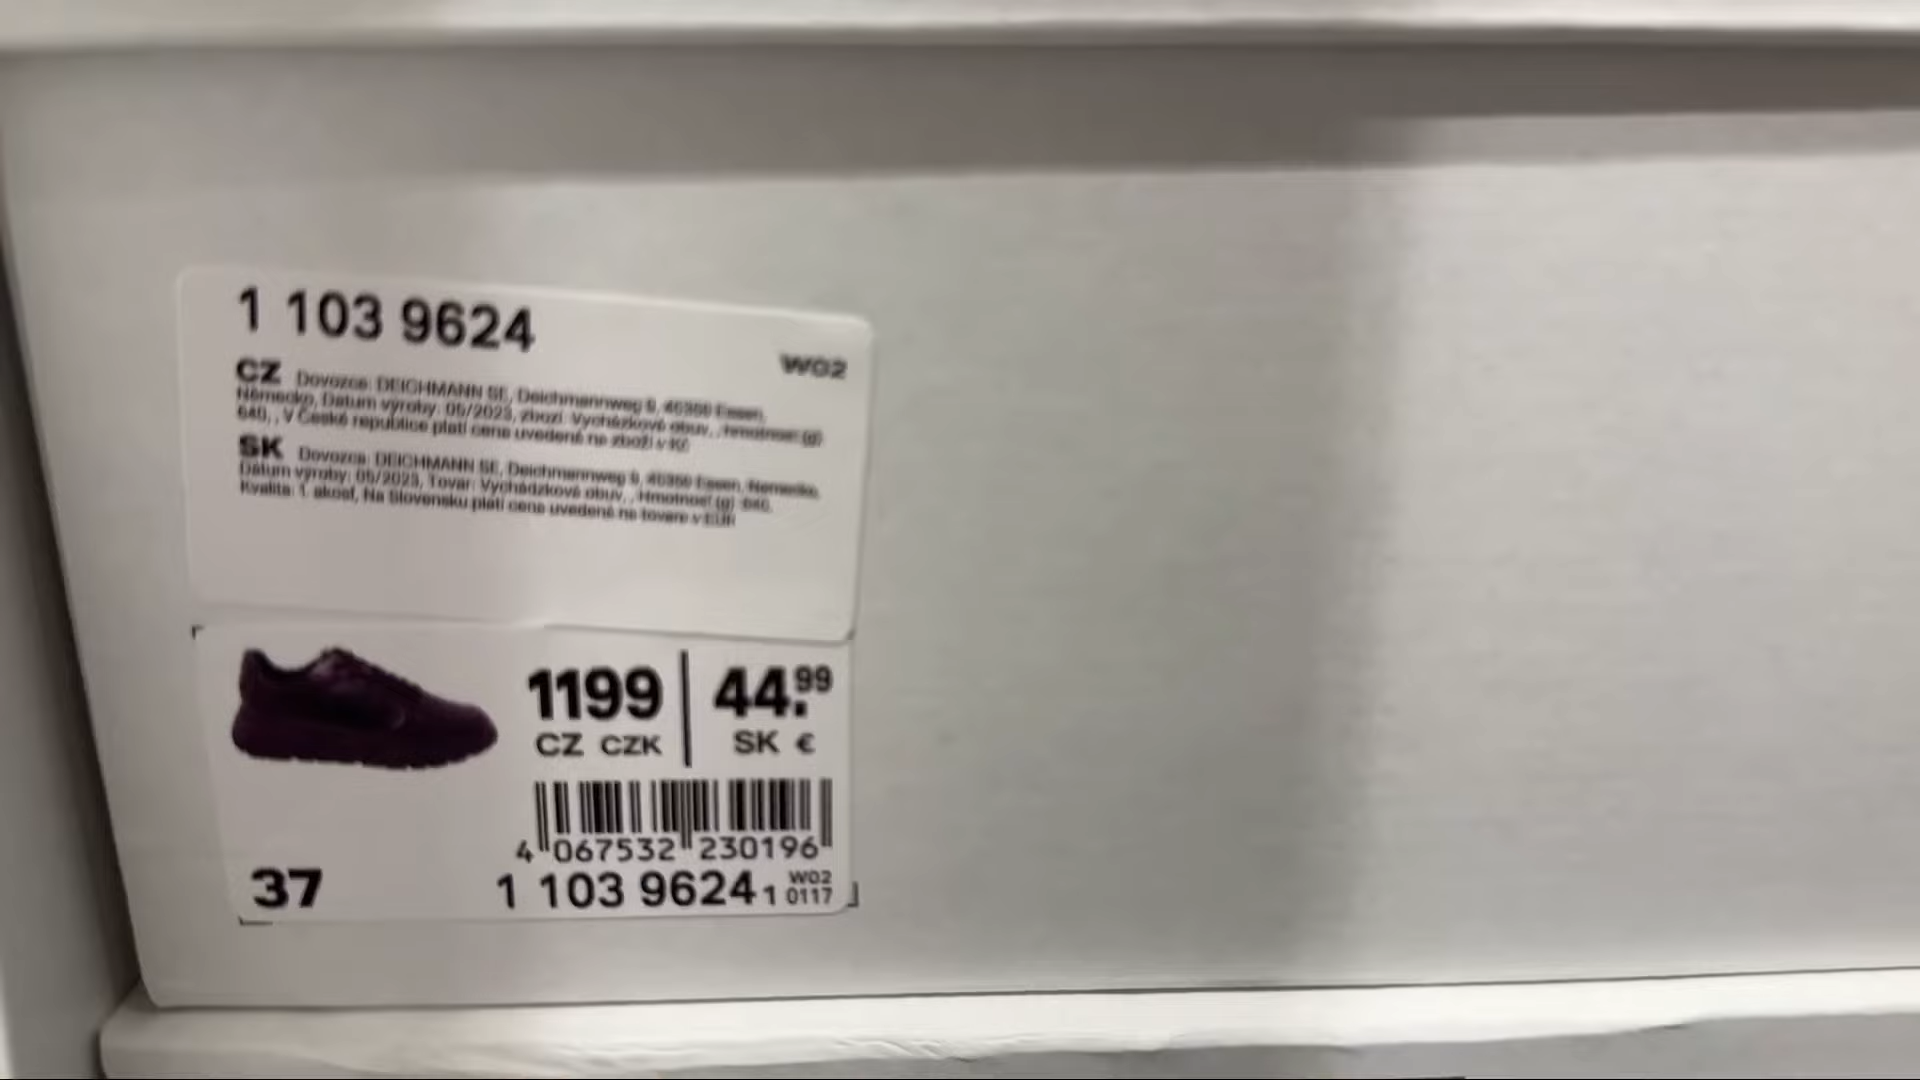 1 103 9624
W02
CZ Dovozce: DEICHMANN SE, Deichmannweg 9, 45359 Essen,
Německo, Datum výroby: 05/2023, zboží: Vycházková obuv, , hmotnost (g)
640, , V České republice platí cena uvedená na zboží v Kč
SK Dovozca: DEICHMANN SE, Deichmannweg 9, 45359 Essen, Nemecko,
Dátum výroby: 05/2023, Tovar: Vychádzková obuv, , Hmotnosť (g) 640,
Kvalita: 1. akosť, Na Slovensku platí cena uvedená na tovare v EUR
1199 44.99
CZ CZK SK €
4 067532 230196
37 1 103 9624 1 W02 0117